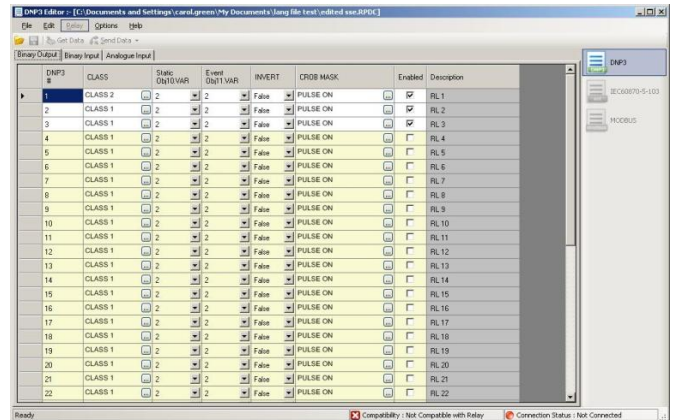 DNP3 Editor :- [C:\Documents and Settings\carol.green\My Documents\lang file test\edited sse.RPDC]
File Edit Relay Options Help
Get Data Send Data
Binary Output Binary Input Analogue Input
DNP3 # CLASS Static Obj10.VAR Event Obj11.VAR INVERT CROB MASK Enabled Description
1 CLASS 2 2 2 False PULSE ON RL 1
2 CLASS 1 2 2 False PULSE ON RL 2
3 CLASS 1 2 2 False PULSE ON RL 3
4 CLASS 1 2 2 False PULSE ON RL 4
5 CLASS 1 2 2 False PULSE ON RL 5
6 CLASS 1 2 2 False PULSE ON RL 6
7 CLASS 1 2 2 False PULSE ON RL 7
8 CLASS 1 2 2 False PULSE ON RL 8
9 CLASS 1 2 2 False PULSE ON RL 9
10 CLASS 1 2 2 False PULSE ON RL 10
11 CLASS 1 2 2 False PULSE ON RL 11
12 CLASS 1 2 2 False PULSE ON RL 12
13 CLASS 1 2 2 False PULSE ON RL 13
14 CLASS 1 2 2 False PULSE ON RL 14
15 CLASS 1 2 2 False PULSE ON RL 15
16 CLASS 1 2 2 False PULSE ON RL 16
17 CLASS 1 2 2 False PULSE ON RL 17
18 CLASS 1 2 2 False PULSE ON RL 18
19 CLASS 1 2 2 False PULSE ON RL 19
20 CLASS 1 2 2 False PULSE ON RL 20
21 CLASS 1 2 2 False PULSE ON RL 21
22 CLASS 1 2 2 False PULSE ON RL 22
DNP3
IEC60870-5-103
MODBUS
Ready Compatibility : Not Compatible with Relay Connection Status : Not Connected